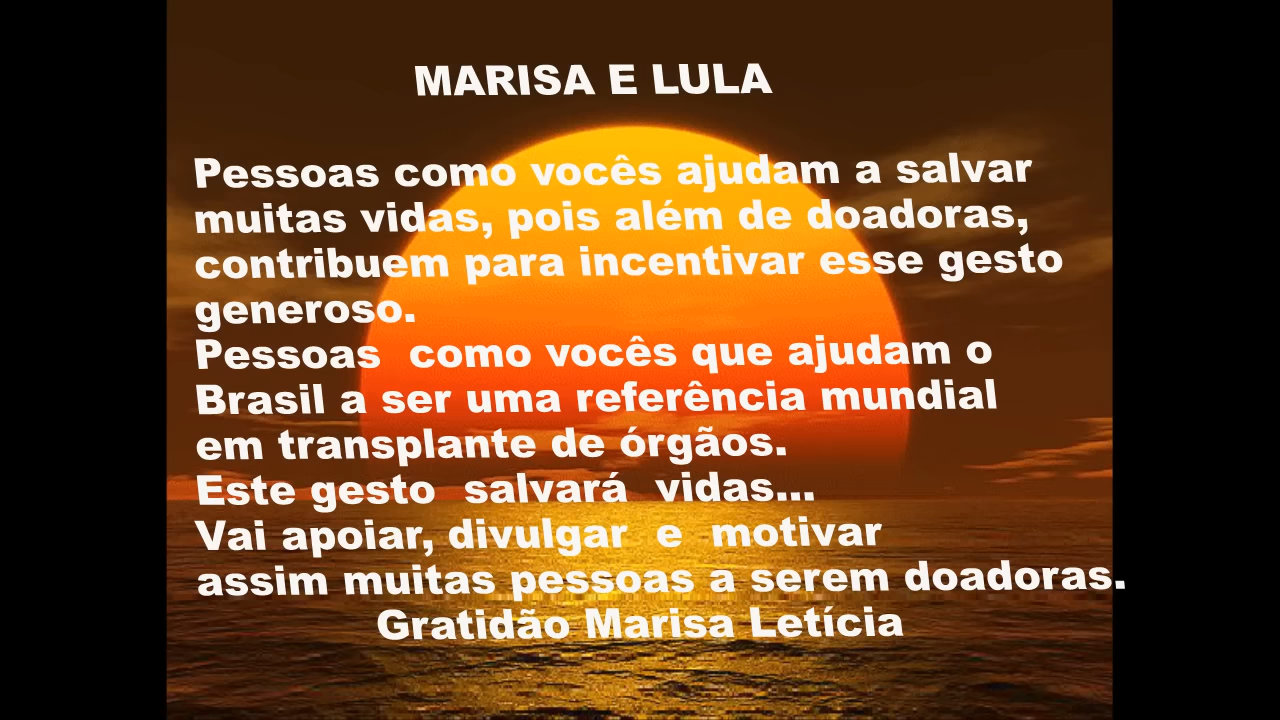 MARISA E LULA
Pessoas como vocês ajudam a salvar
muitas vidas, pois além de doadoras,
contribuem para incentivar esse gesto
generoso.
Pessoas como vocês que ajudam o
Brasil a ser uma referência mundial
em transplante de órgãos.
Este gesto salvará vidas...
Vai apoiar, divulgar e motivar
assim muitas pessoas a serem doadoras.
Gratidão Marisa Letícia